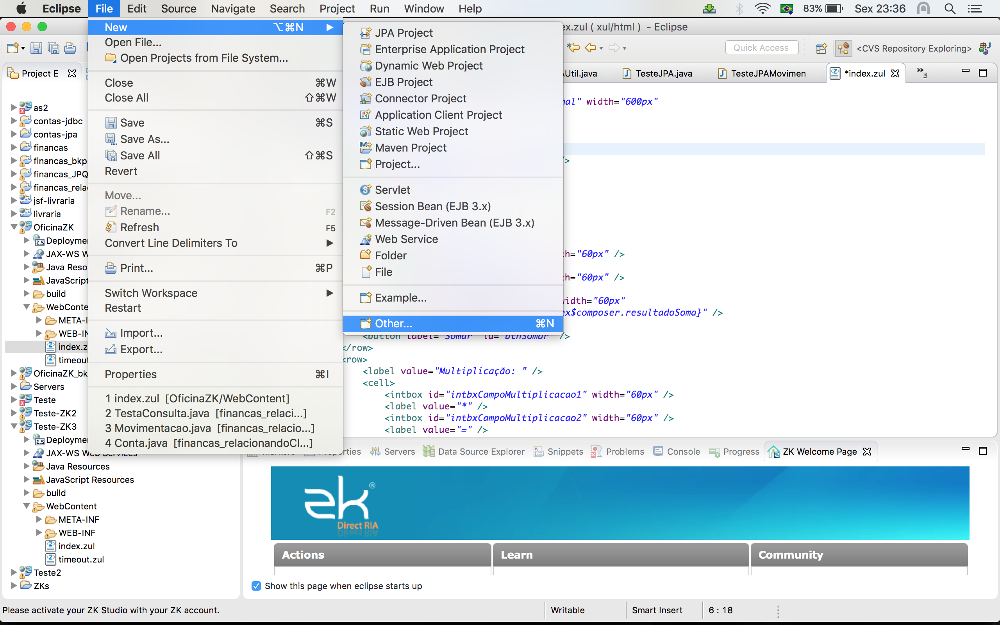 Eclipse File Edit Source Navigate Search Project Run Window Help 83% Sex 23:36
ex.zul ( xul/html ) - Eclipse
Quick Access <CVS Repository Exploring>
New ⌥⌘N ▶
Open File...
Open Projects from File System...
Close ⌘W
Close All ⇧⌘W
Save ⌘S
Save As...
Save All ⇧⌘S
Revert
Move...
Rename... F2
Refresh F5
Convert Line Delimiters To ▶
Print... ⌘P
Switch Workspace ▶
Restart
Import...
Export...
Properties ⌘I
1 index.zul [OficinaZK/WebContent]
2 TestaConsulta.java [financas_relaci...]
3 Movimentacao.java [financas_relacio...]
4 Conta.java [financas_relacionandoCl...]
JPA Project
Enterprise Application Project
Dynamic Web Project
EJB Project
Connector Project
Application Client Project
Static Web Project
Maven Project
Project...
Servlet
Session Bean (EJB 3.x)
Message-Driven Bean (EJB 3.x)
Web Service
Folder
File
Example...
Other... ⌘N
Project E
as2
contas-jdbc
contas-jpa
financas
financas_bkp
financas_JPQ
financas_rela
jsf-livraria
livraria
OficinaZK
Deployme
JAX-WS W
Java Reso
JavaScript
build
WebConte
META-I
WEB-IN
index.z
timeout
OficinaZK_bk
Servers
Teste
Teste-ZK2
Teste-ZK3
Deployme
JAX-WS Web Services
Java Resources
JavaScript Resources
build
WebContent
META-INF
WEB-INF
index.zul
timeout.zul
Teste2
ZKs
AUtil.java TesteJPA.java TesteJPAMovimen *index.zul »3
mal" width="600px"
/>
th="60px" />
th="60px" />
width="60px"
ex$composer.resultadoSoma}" />
<button label="Somar" id="btnSomar" />
</row>
<row>
<label value="Multiplicação: " />
<cell>
<intbox id="intbxCampoMultiplicacao1" width="60px" />
<label value="*" />
<intbox id="intbxCampoMultiplicacao2" width="60px" />
<label value="=" />
Markers Properties Servers Data Source Explorer Snippets Problems Console Progress ZK Welcome Page
zk ®
Direct RIA
Actions Learn Community
Show this page when eclipse starts up
Please activate your ZK Studio with your ZK account. Writable Smart Insert 6 : 18